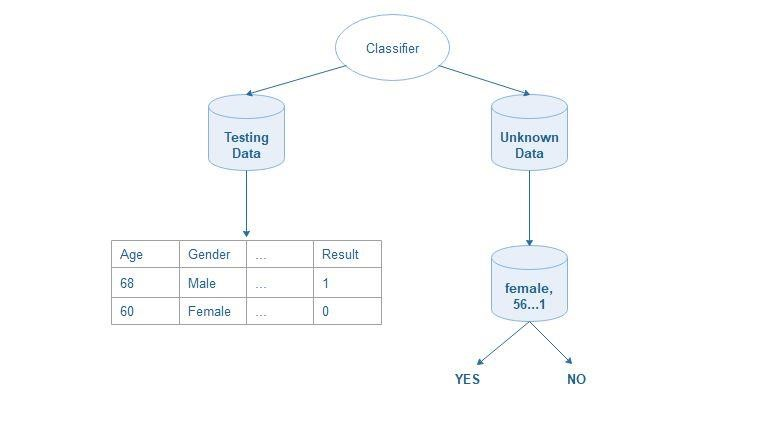 Classifier
Testing
Data
Unknown
Data
Age Gender ... Result
68 Male ... 1
60 Female ... 0
female,
56...1
YES NO